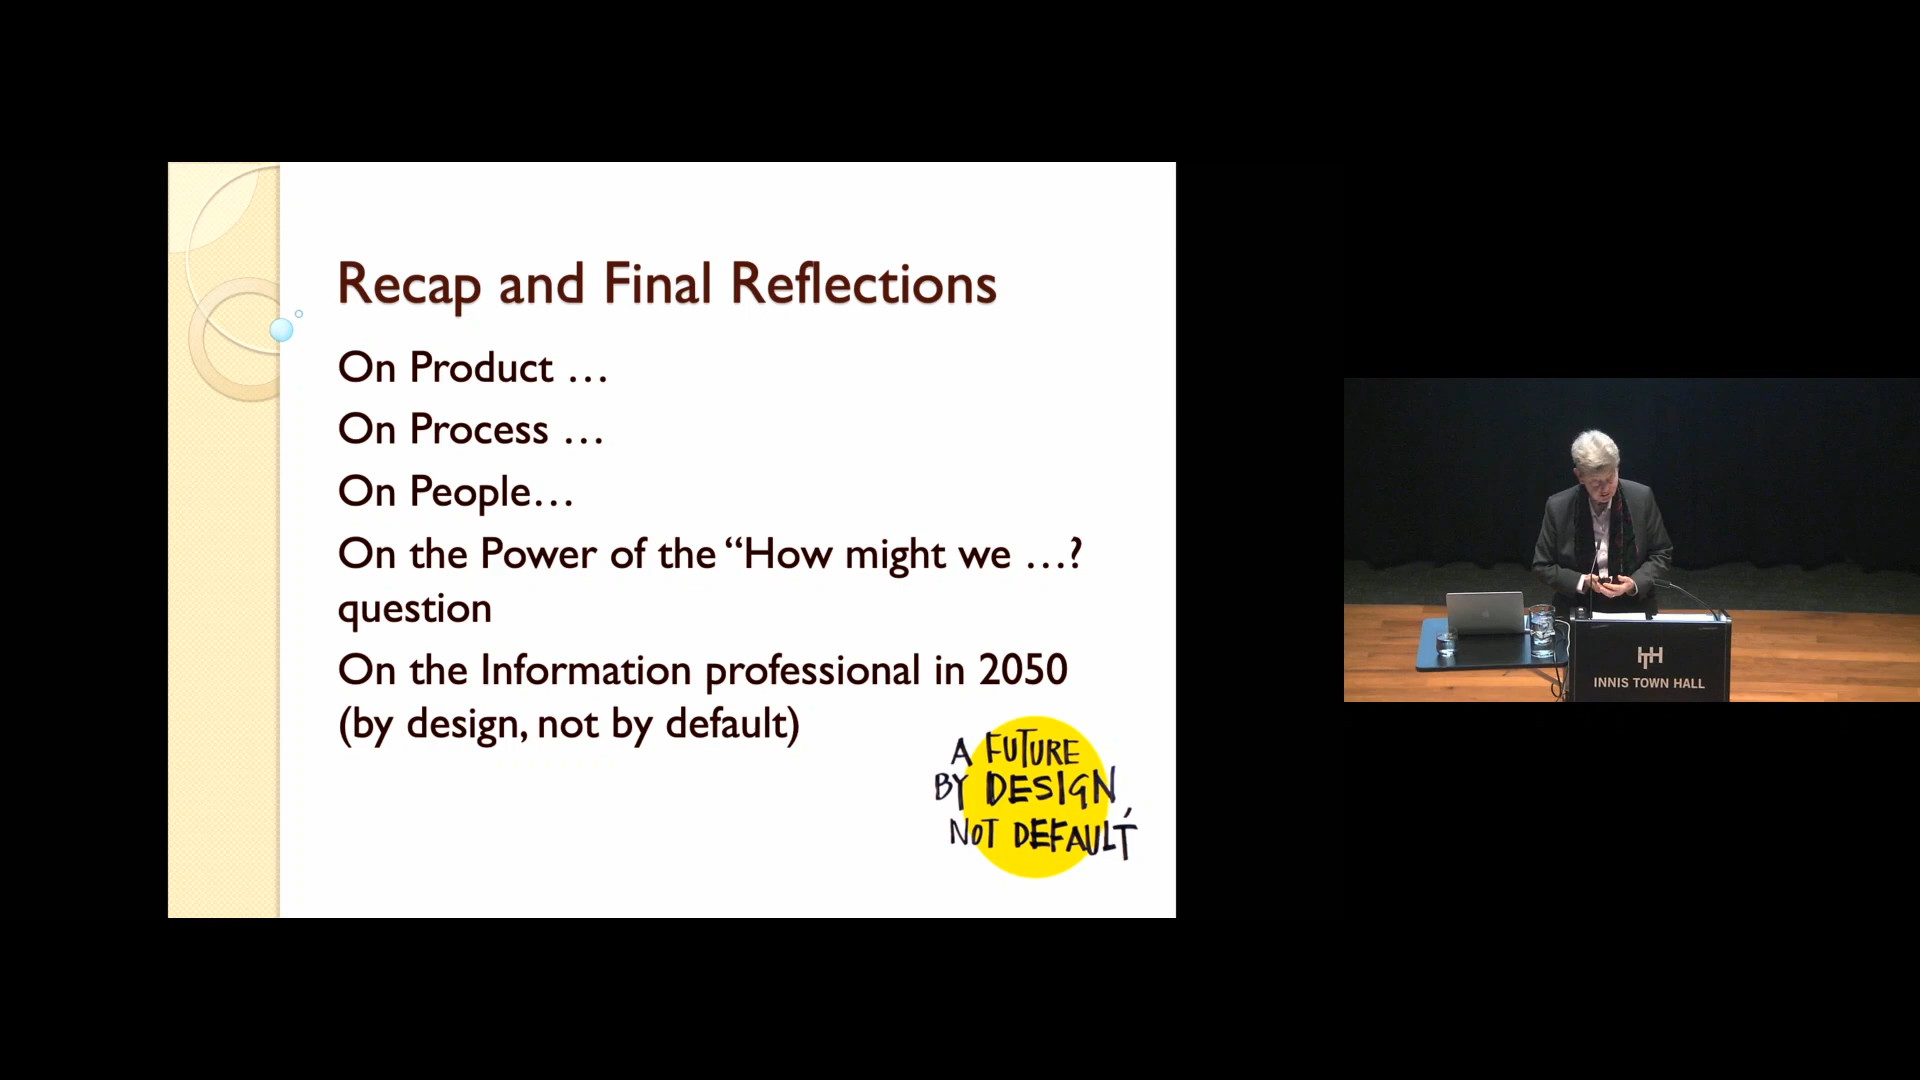 Recap and Final Reflections
On Product …
On Process …
On People…
On the Power of the “How might we …?
question
On the Information professional in 2050
(by design, not by default)
A FUTURE
BY DESIGN,
NOT DEFAULT
HTH
INNIS TOWN HALL